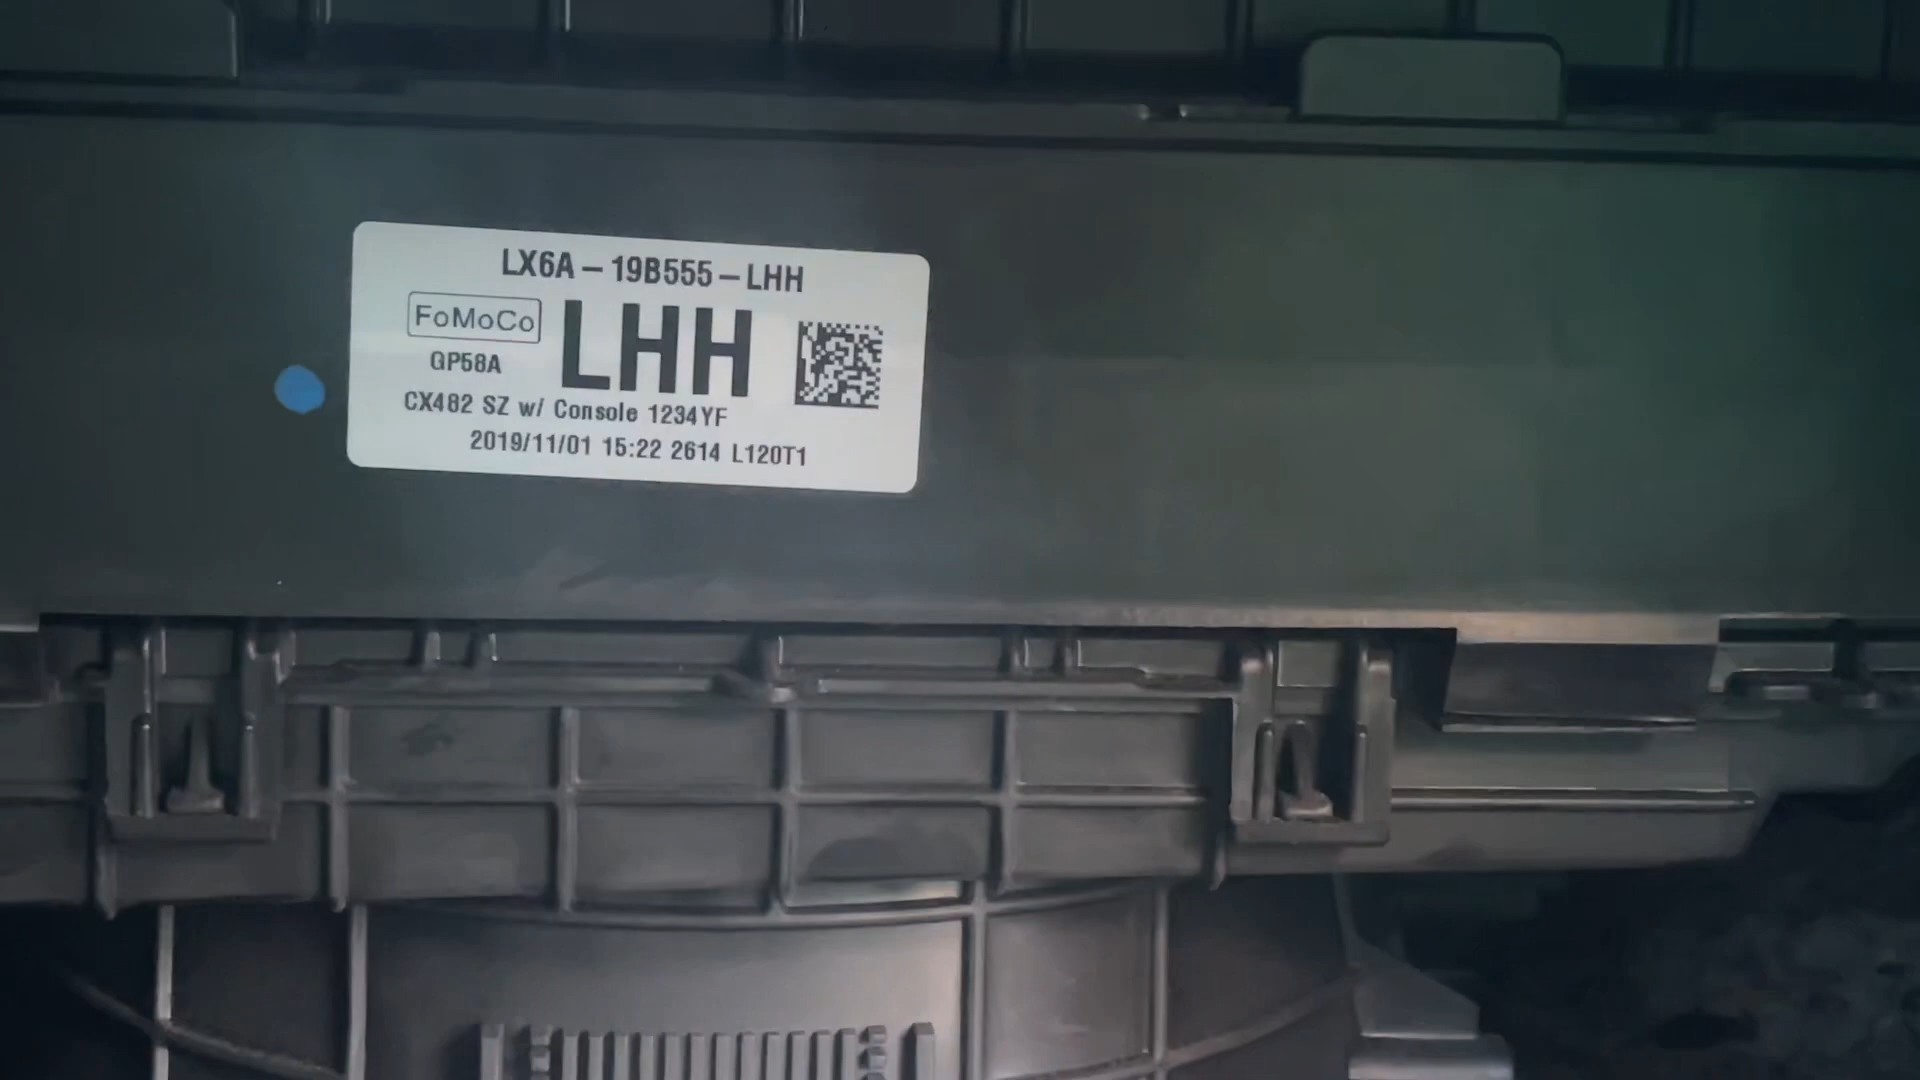 LX6A – 19B555 – LHH
FoMoCo
LHH
GP58A
CX482 SZ w/ Console 1234YF
2019/11/01 15:22 2614 L120T1